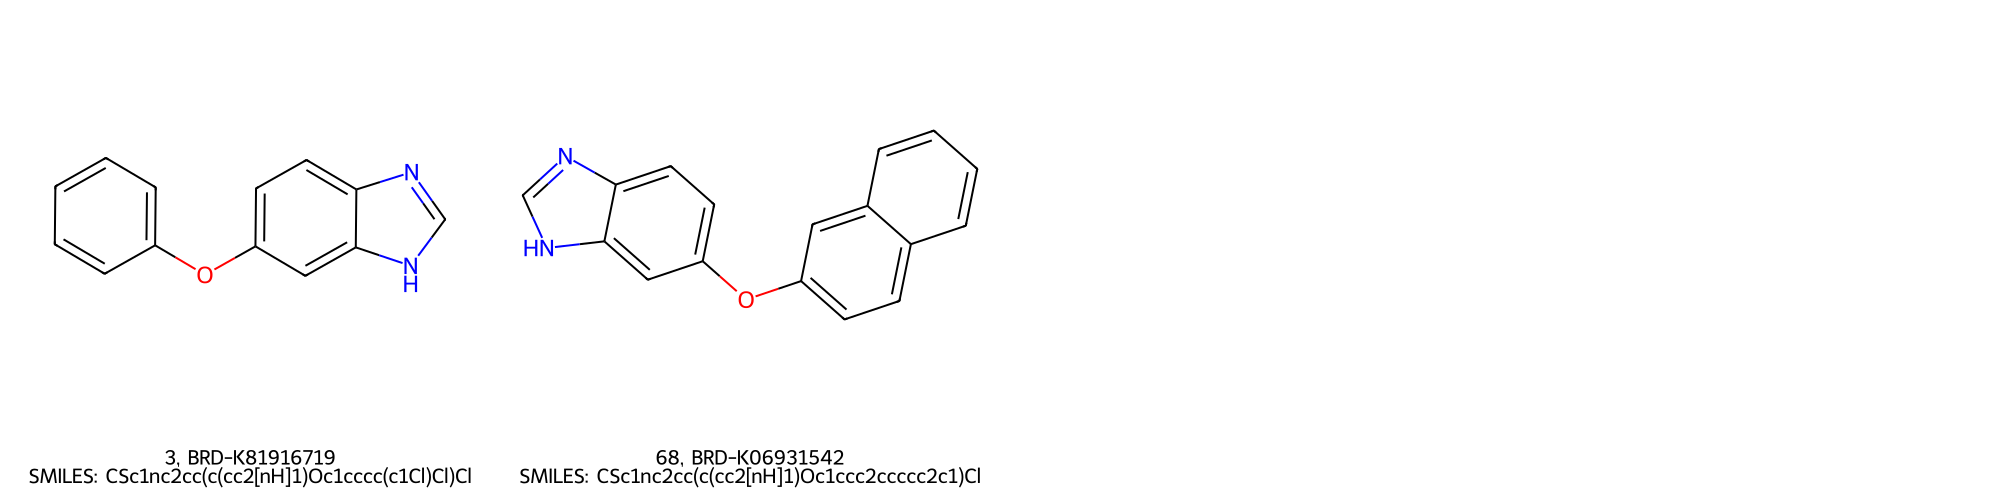 N
O
N
H
N
HN
O
3, BRD-K81916719
SMILES: CSc1nc2cc(c(cc2[nH]1)Oc1cccc(c1Cl)Cl)Cl
68, BRD-K06931542
SMILES: CSc1nc2cc(c(cc2[nH]1)Oc1ccc2ccccc2c1)Cl